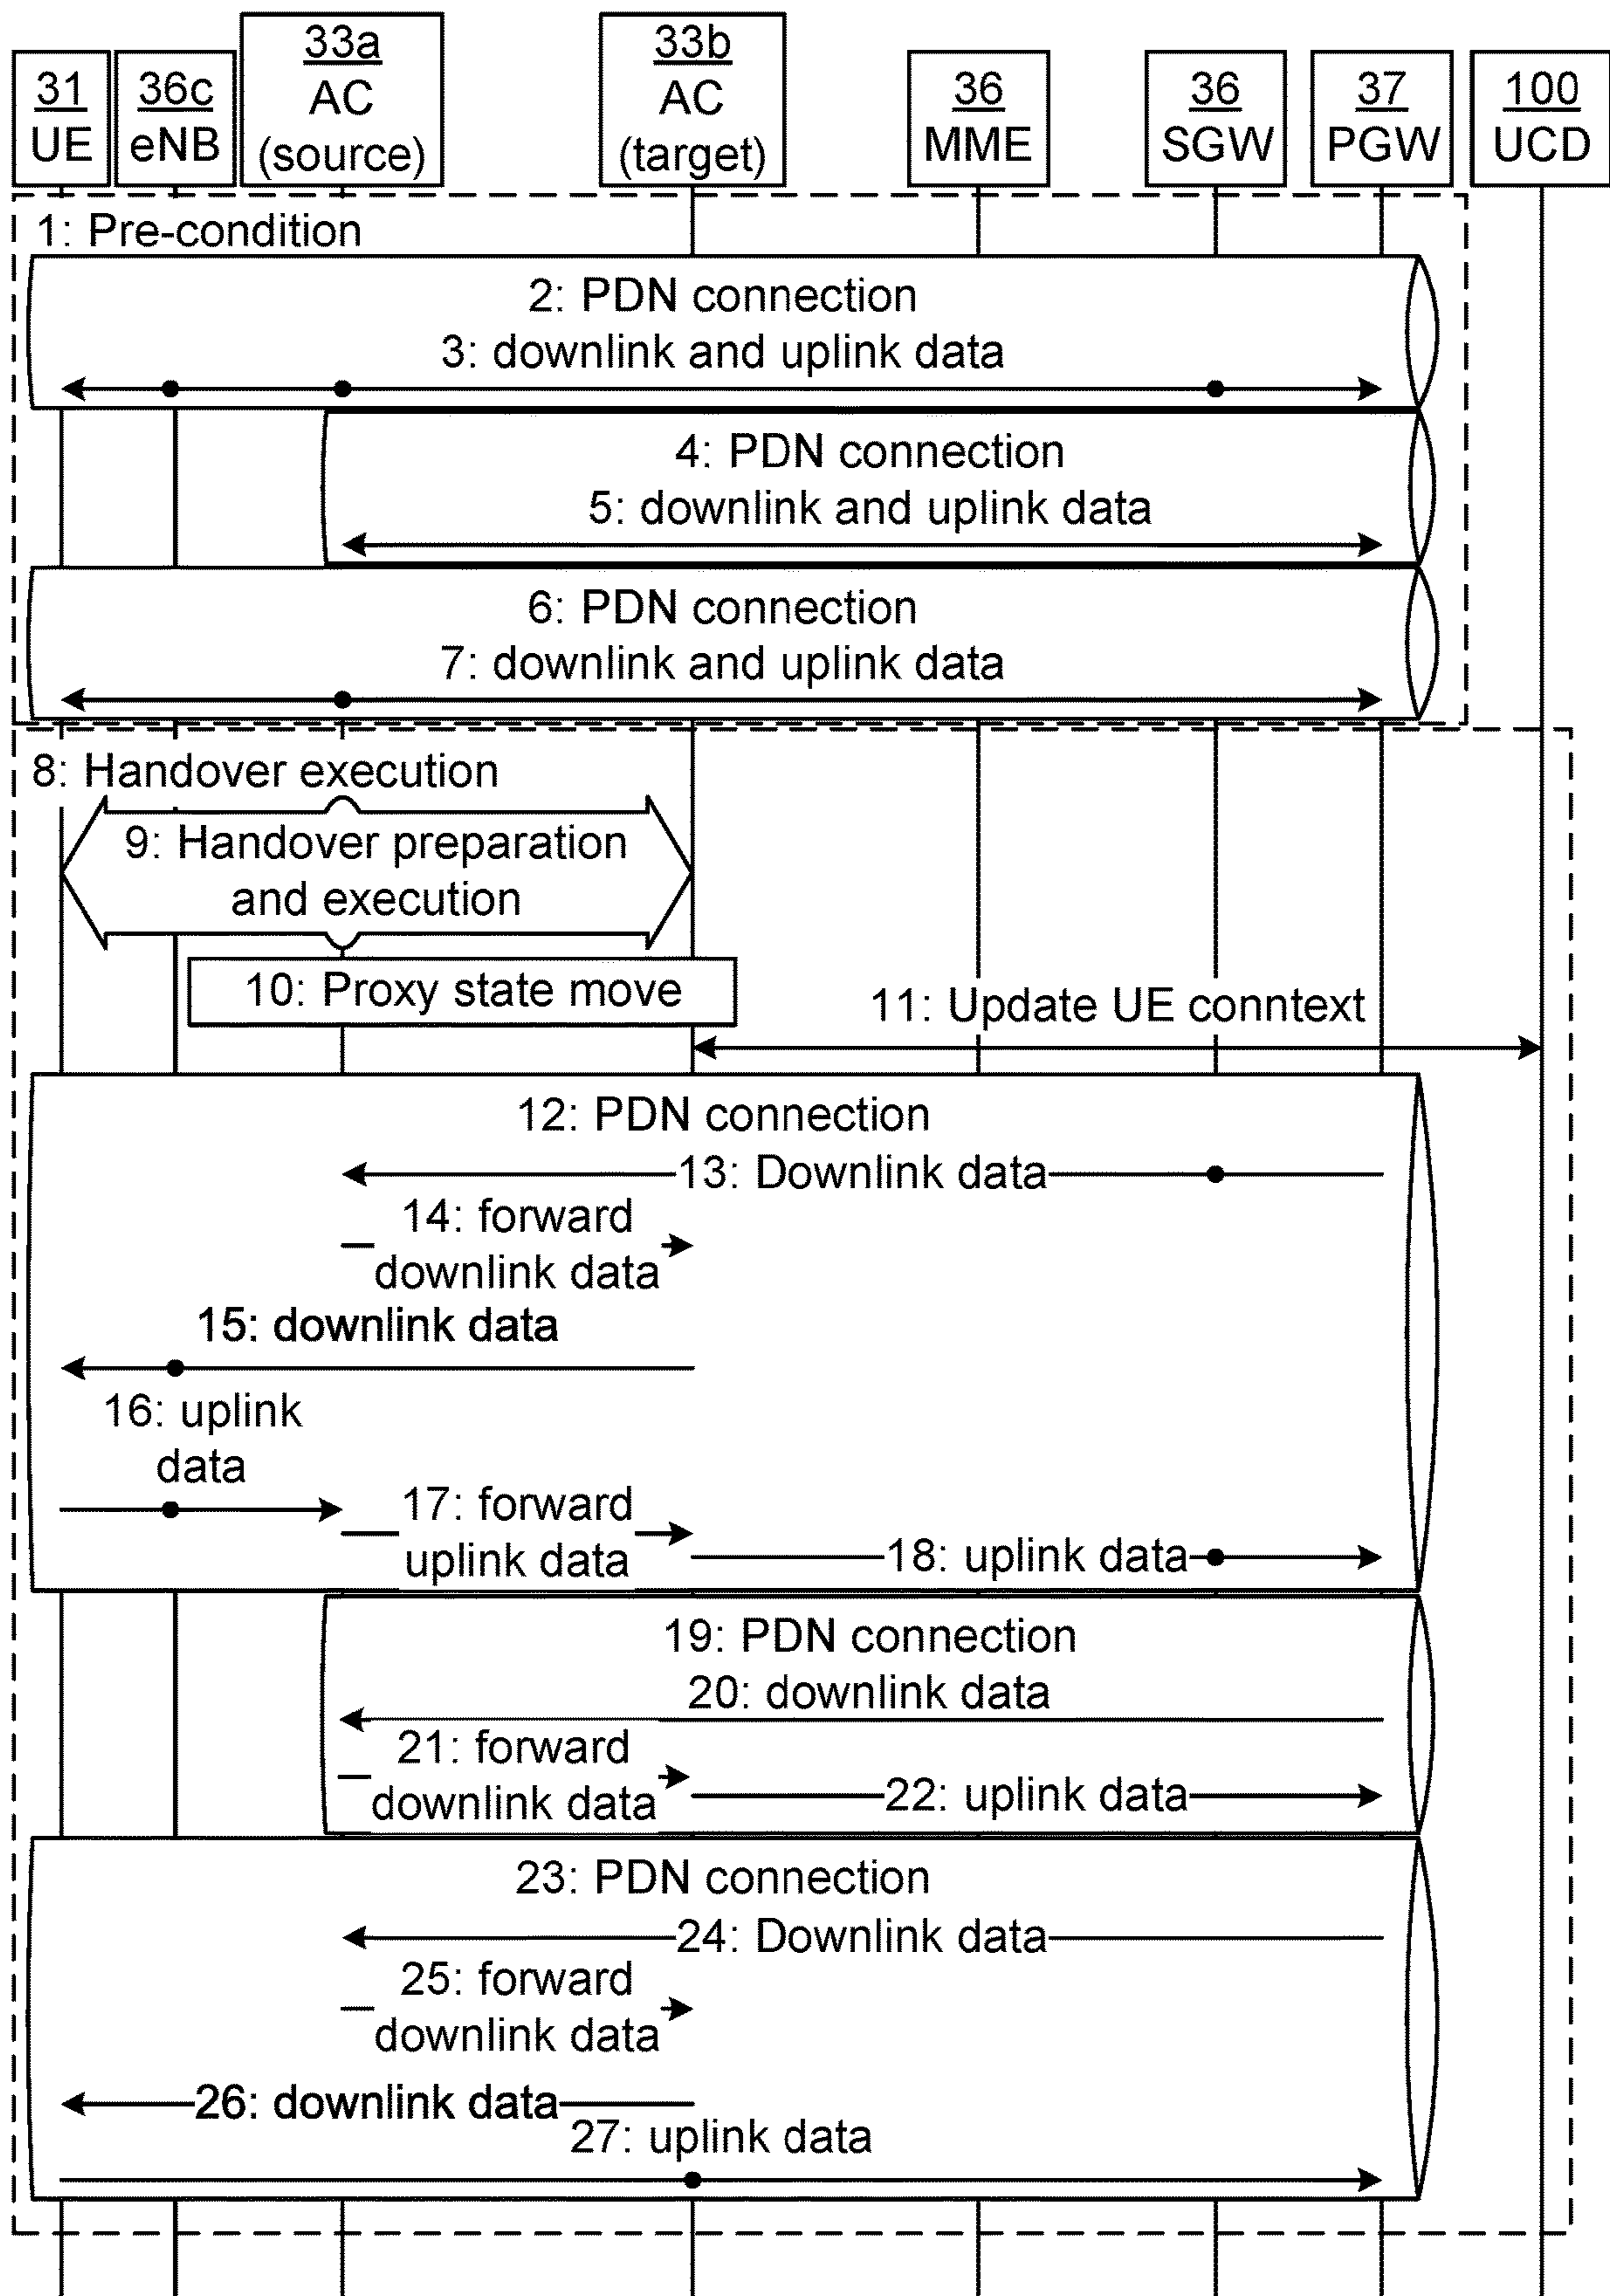 31
UE
36c
eNB
33a
AC
(source)
33b
AC
(target)
36
MME
36
SGW
37
PGW
100
UCD
1: Pre-condition
2: PDN connection
3: downlink and uplink data
4: PDN connection
5: downlink and uplink data
6: PDN connection
7: downlink and uplink data
8: Handover execution
9: Handover preparation
and execution
10: Proxy state move
11: Update UE conntext
12: PDN connection
13: Downlink data
14: forward
downlink data
15: downlink data
16: uplink
data
17: forward
uplink data
18: uplink data
19: PDN connection
20: downlink data
21: forward
downlink data
22: uplink data
23: PDN connection
24: Downlink data
25: forward
downlink data
26: downlink data
27: uplink data